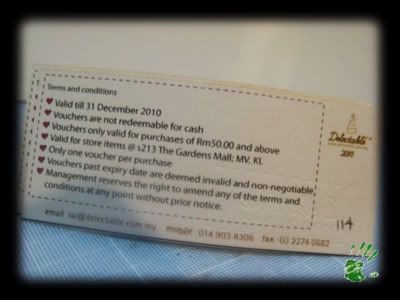 Terms and conditions
Valid till 31 December 2010
Vouchers are not redeemable for cash
Vouchers only valid for purchases of Rm50.00 and above
Valid for store items @ s213 The Gardens Mall; MV, KL
Only one voucher per purchase
Vouchers past expiry date are deemed invalid and non-negotiable
Management reserves the right to amend any of the terms and
conditions at any point without prior notice.
Delectable
114
email su@delectable.com.my mobile 014 903 8306 fax -03 2274 0682